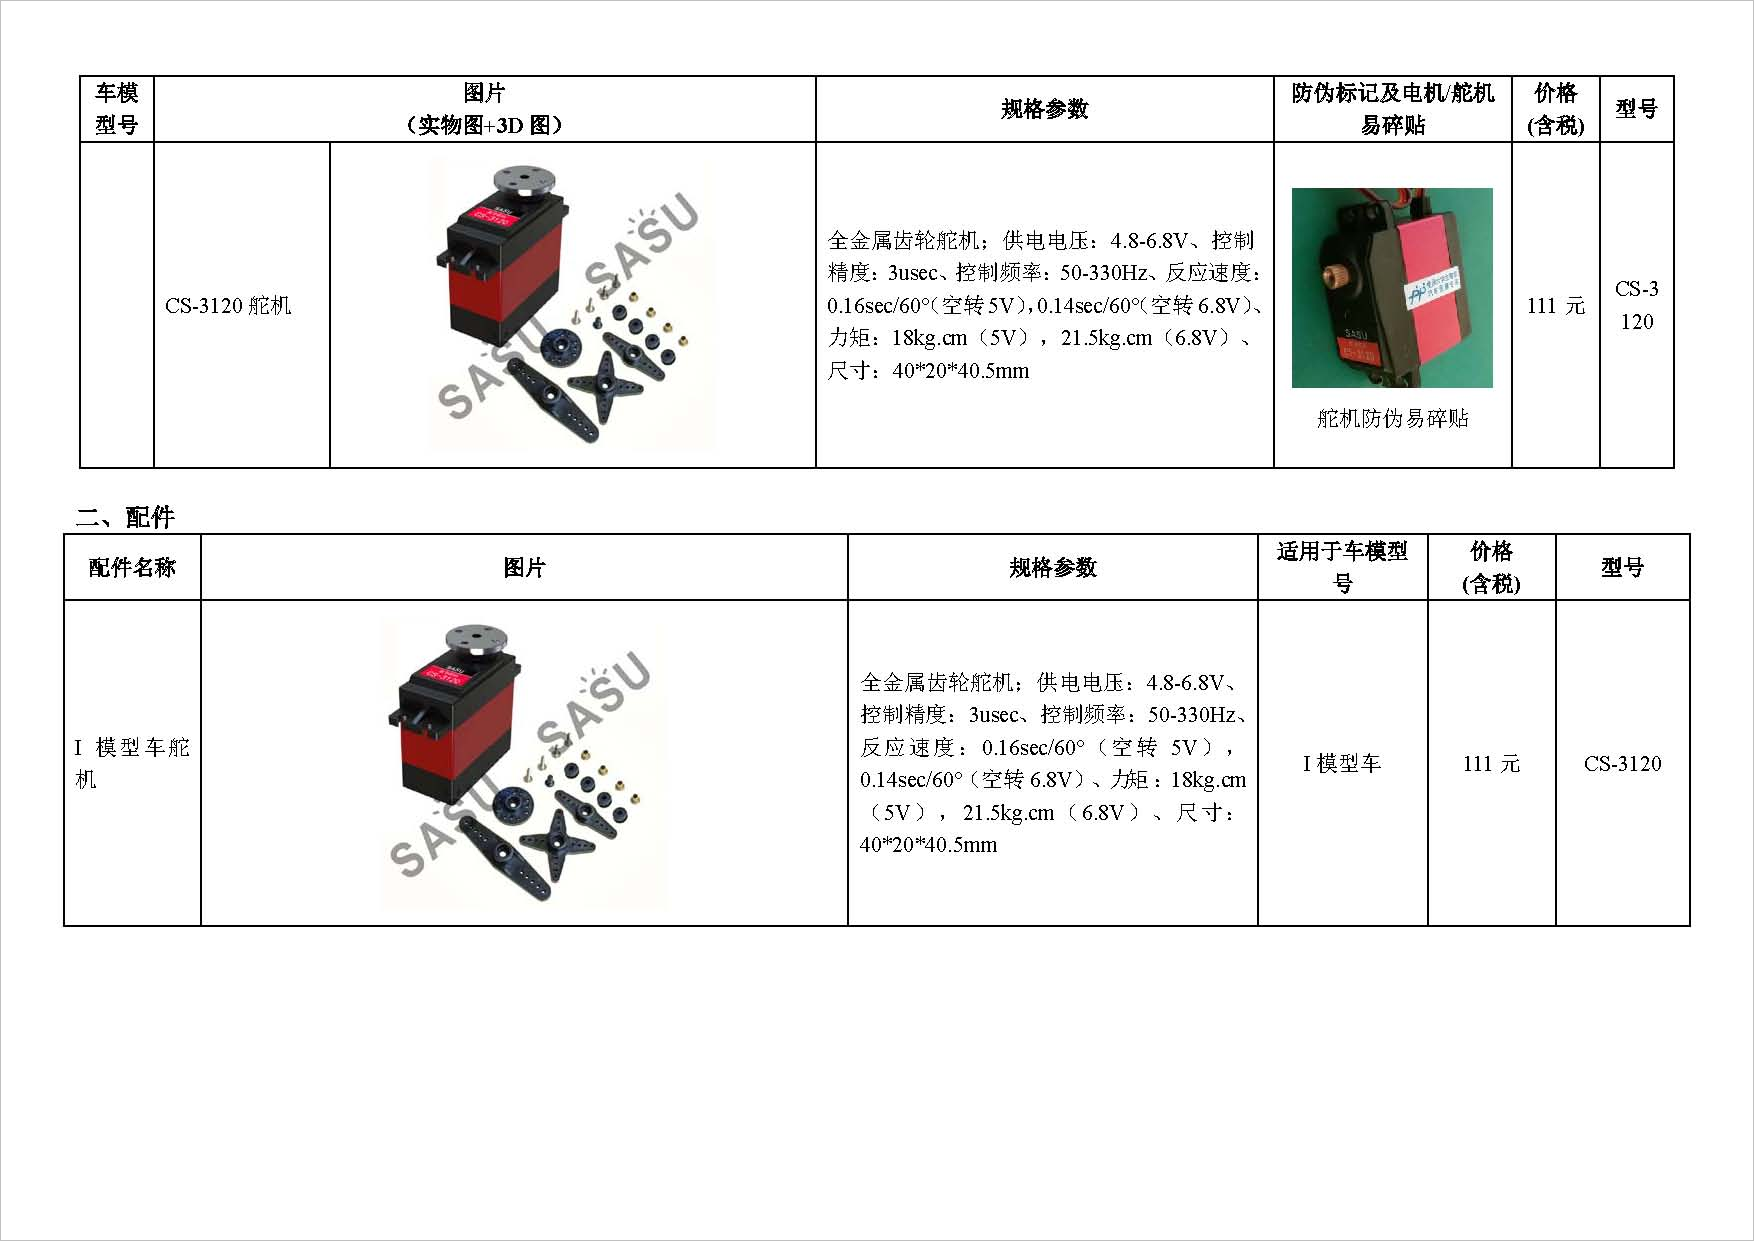 车模
型号
图片
（实物图+3D 图）
规格参数
防伪标记及电机/舵机
易碎贴
价格
(含税)
型号
CS-3120 舵机
SASU
CS-3120
SASU SASU
全金属齿轮舵机；供电电压：4.8-6.8V、控制
精度：3usec、控制频率：50-330Hz、反应速度：
0.16sec/60°（空转 5V），0.14sec/60°（空转 6.8V）、
力矩：18kg.cm（5V），21.5kg.cm（6.8V）、
尺寸：40*20*40.5mm
SASU
CS-3120
舵机防伪易碎贴
111 元
CS-3
120
二、配件
配件名称
图片
规格参数
适用于车模型
号
价格
(含税)
型号
I 模型车舵
机
SASU
CS-3120
SASU SASU
全金属齿轮舵机；供电电压：4.8-6.8V、
控制精度：3usec、控制频率：50-330Hz、
反应速度：0.16sec/60°（空转 5V），
0.14sec/60°（空转 6.8V）、力矩：18kg.cm
（5V），21.5kg.cm（6.8V）、尺寸：
40*20*40.5mm
I 模型车
111 元
CS-3120